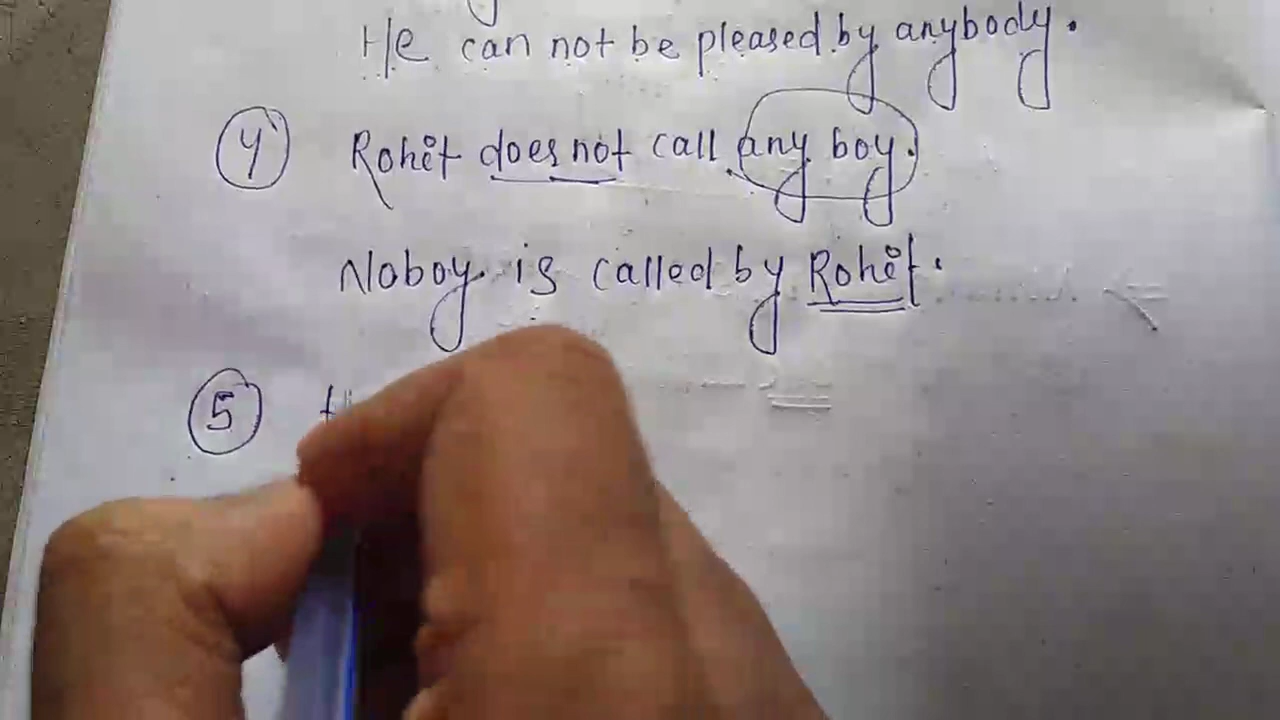 He can not be pleased by anybody.
4 Rohit does not call any boy.
Noboy is called by Rohit.
5